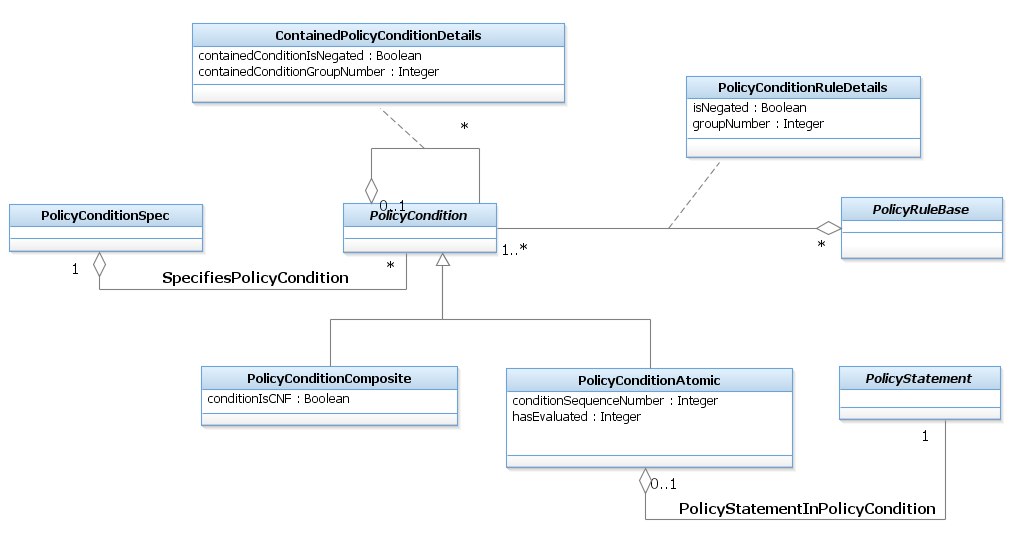 ContainedPolicyConditionDetails
containedConditionIsNegated : Boolean
containedConditionGroupNumber : Integer
PolicyConditionRuleDetails
isNegated : Boolean
groupNumber : Integer
*
0..1
PolicyConditionSpec
PolicyCondition
PolicyRuleBase
1..*
*
1
*
SpecifiesPolicyCondition
PolicyConditionComposite
conditionIsCNF : Boolean
PolicyConditionAtomic
conditionSequenceNumber : Integer
hasEvaluated : Integer
PolicyStatement
1
0..1
PolicyStatementInPolicyCondition